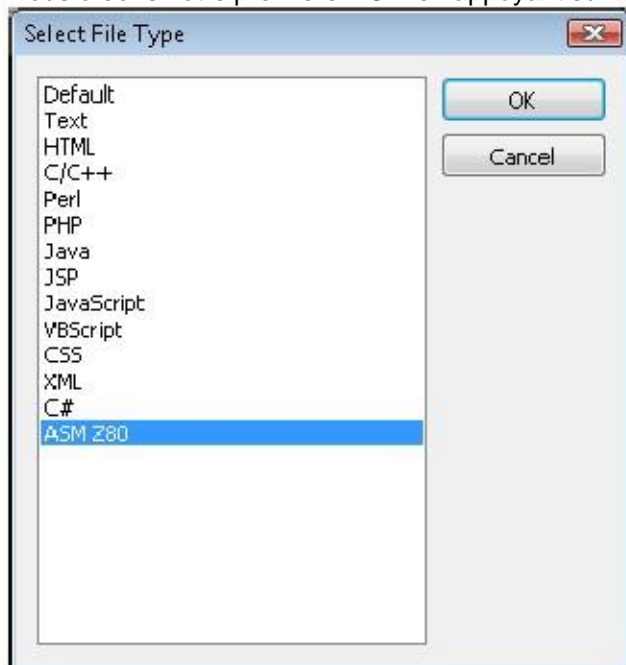 Select File Type
Default
Text
HTML
C/C++
Perl
PHP
Java
JSP
JavaScript
VBScript
CSS
XML
C#
ASM Z80
OK
Cancel